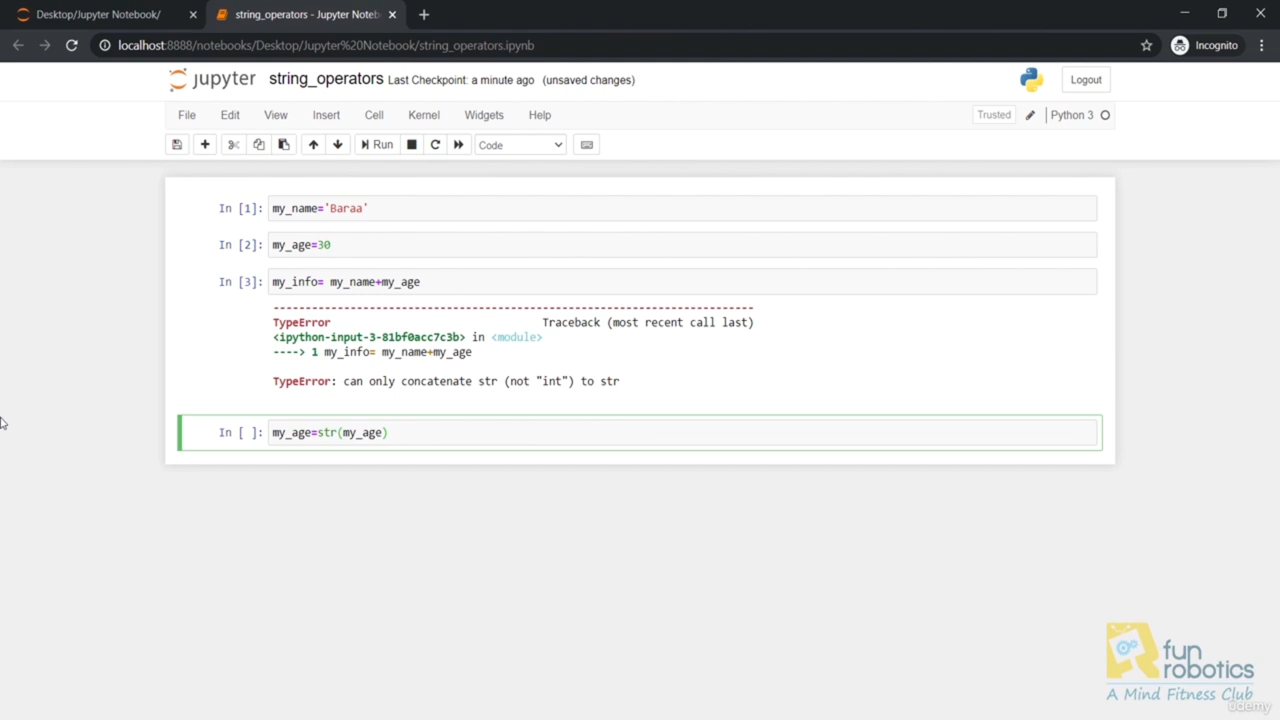 Desktop/Jupyter Notebook/
string_operators - Jupyter Noteb
localhost:8888/notebooks/Desktop/Jupyter%20Notebook/string_operators.ipynb
Incognito
jupyter string_operators Last Checkpoint: a minute ago (unsaved changes)
Logout
File Edit View Insert Cell Kernel Widgets Help
Trusted
Python 3
Run
Code
In [1]: my_name='Baraa'
In [2]: my_age=30
In [3]: my_info= my_name+my_age
---------------------------------------------------------------------------
TypeError Traceback (most recent call last)
<ipython-input-3-81bf0acc7c3b> in <module>
----> 1 my_info= my_name+my_age
TypeError: can only concatenate str (not "int") to str
In [ ]: my_age=str(my_age)
fun
robotics
A Mind Fitness Club
udemy